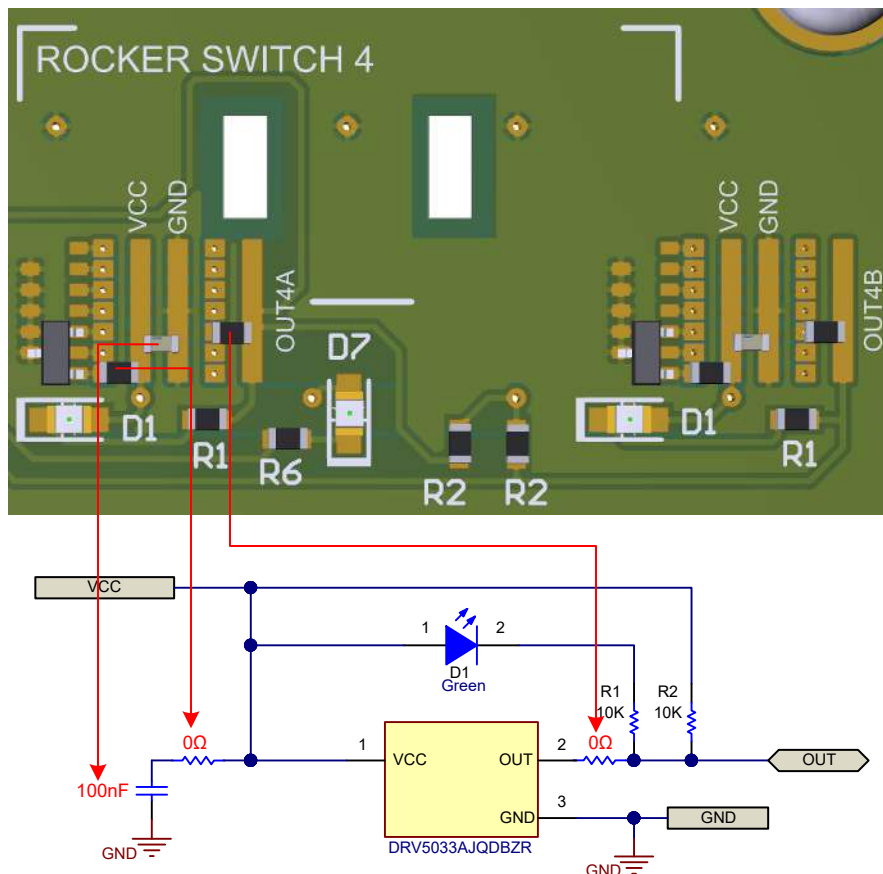 ROCKER SWITCH 4
VCC
GND
OUT4A
VCC
GND
OUT4B
D7
D1
R1
R6
R2
R2
D1
R1
VCC
1
2
D1
Green
R1
10K
R2
10K
0Ω
100nF
GND
1
VCC
OUT
2
0Ω
OUT
GND
3
GND
DRV5033AJQDBZR
GND